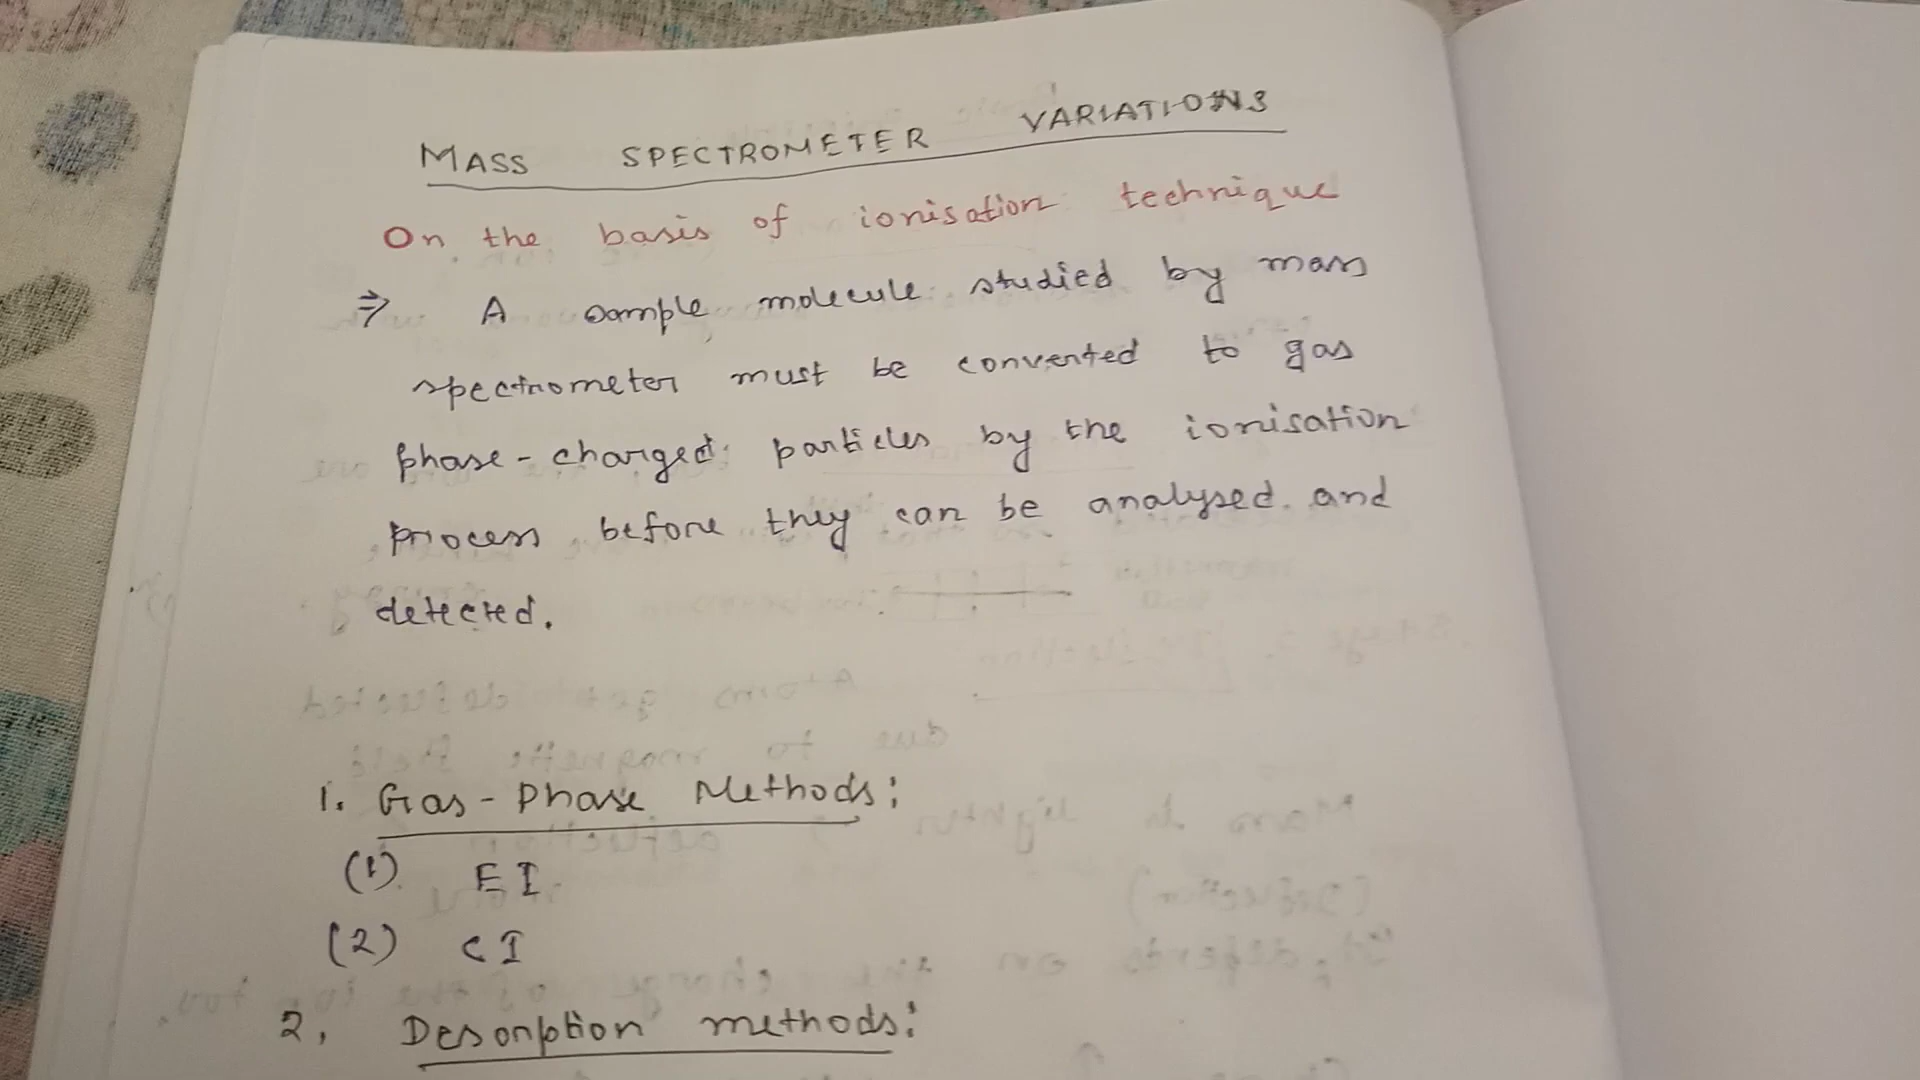 MASS SPECTROMETER VARIATIONS
On the basis of ionisation technique
⇒ A sample molecule studied by mass
spectrometer must be converted to gas
phase - charged particles by the ionisation
process before they can be analysed and
detected.
1. Gas - Phase Methods:
(1) EI
(2) CI
2. Desorption methods: